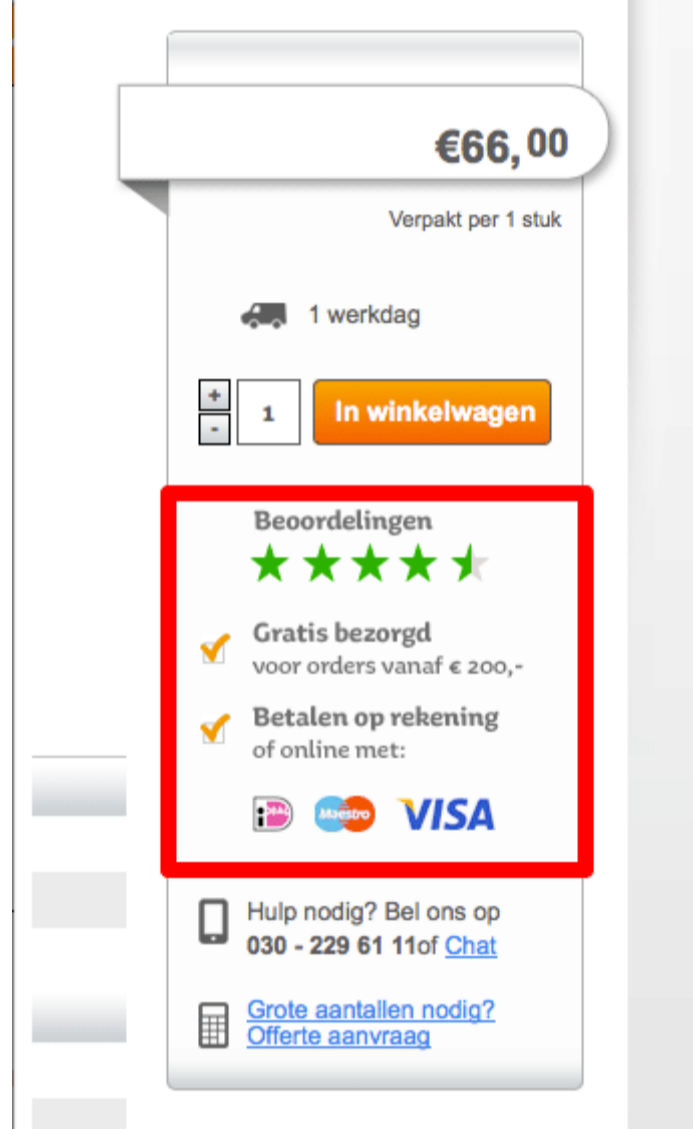 €66,00
Verpakt per 1 stuk
1 werkdag
+
1
In winkelwagen
-
Beoordelingen
Gratis bezorgd
voor orders vanaf € 200,-
Betalen op rekening
of online met:
iDEAL Maestro VISA
Hulp nodig? Bel ons op
030 - 229 61 11of Chat
Grote aantallen nodig?
Offerte aanvraag